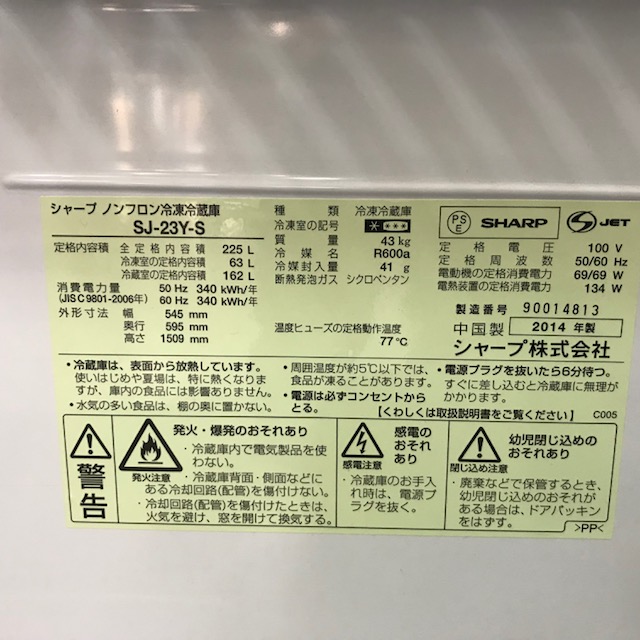 シャープ ノンフロン冷凍冷蔵庫
SJ-23Y-S
定格内容積 全定格内容積 225 L
冷凍室の定格内容積 63 L
冷蔵室の定格内容積 162 L
消費電力量 50 Hz 340 kWh/年
(JIS C 9801-2006年) 60 Hz 340 kWh/年
外形寸法 幅 545 mm
奥行 595 mm
高さ 1509 mm
種類 冷凍冷蔵庫
冷凍室の記号 * ***
質量 43 kg
冷媒名 R600a
冷媒封入量 41 g
断熱発泡ガス シクロペンタン
温度ヒューズの定格動作温度
77℃
PS E SHARP JET
定格電圧 100 V
定格周波数 50/60 Hz
電動機の定格消費電力 69/69 W
電熱装置の定格消費電力 134 W
製造番号 90014813
中国製 2014 年製
シャープ株式会社
・冷蔵庫は、表面から放熱しています。
使いはじめや夏場は、特に熱くなりま
すが、庫内の食品には影響ありません。
・水気の多い食品は、棚の奥に置かない。
・周囲温度が約5℃以下では、
食品が凍ることがあります。
・電源は必ずコンセントから
とる。
・電源プラグを抜いたら6分待つ。
すぐに差し込むと冷蔵庫に無理が
かかります。
【くわしくは取扱説明書をご覧ください】 C005
警告
発火・爆発のおそれあり
発火注意
・冷蔵庫内で電気製品を使
わない。
・冷蔵庫背面・側面などに
ある冷却回路(配管)を傷付けない。
・冷却回路(配管)を傷付けたときは、
火気を避け、窓を開けて換気する。
感電の
おそれ
あり
感電注意
・冷蔵庫のお手入
れ時は、電源プ
ラグを抜く。
幼児閉じ込めの
おそれあり
閉じ込め注意
・廃棄などで保管するとき、
幼児閉じ込めのおそれが
ある場合は、ドアパッキン
をはずす。
>PP<